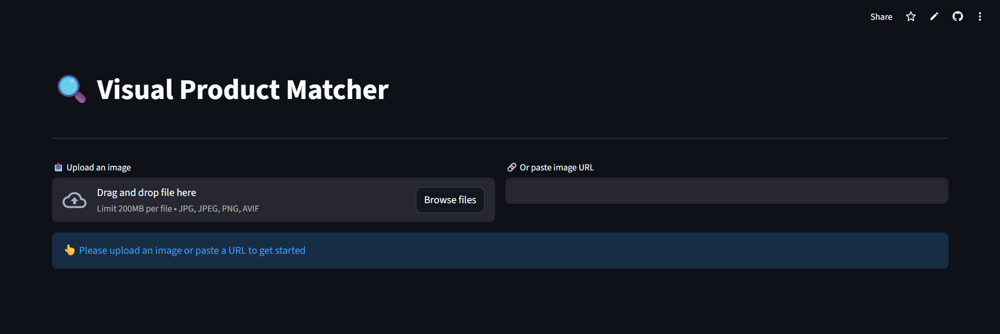 Share
Visual Product Matcher
Upload an image
Drag and drop file here
Limit 200MB per file • JPG, JPEG, PNG, AVIF
Browse files
Or paste image URL
Please upload an image or paste a URL to get started